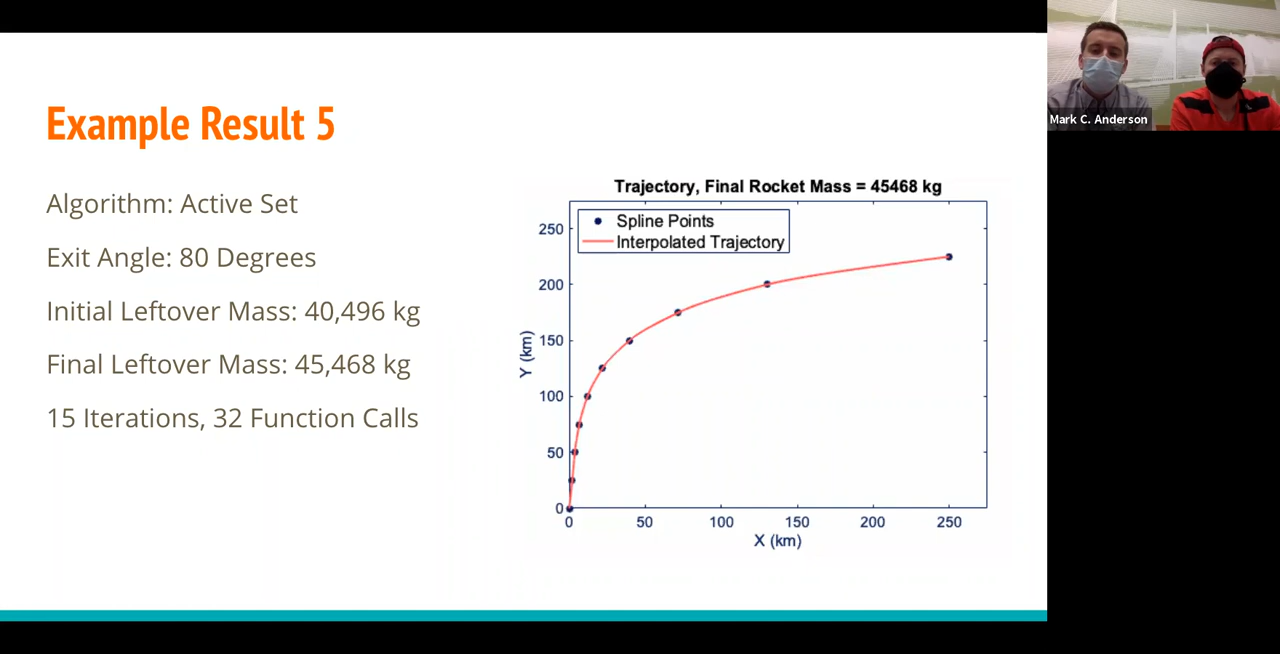 Example Result 5
Algorithm: Active Set
Exit Angle: 80 Degrees
Initial Leftover Mass: 40,496 kg
Final Leftover Mass: 45,468 kg
15 Iterations, 32 Function Calls
Trajectory, Final Rocket Mass = 45468 kg
Spline Points
Interpolated Trajectory
Y (km)
250
200
150
100
50
0
0 50 100 150 200 250
X (km)
Mark C. Anderson